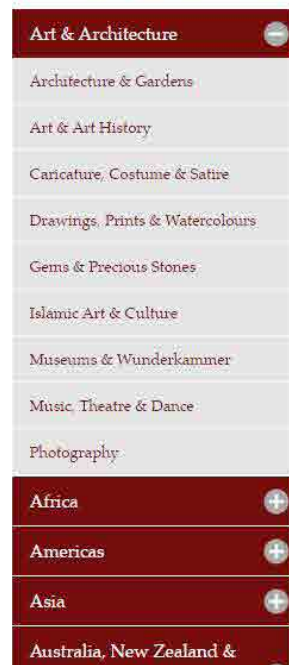 Art & Architecture
Architecture & Gardens
Art & Art History
Caricature, Costume & Satire
Drawings, Prints & Watercolours
Gems & Precious Stones
Islamic Art & Culture
Museums & Wunderkammer
Music, Theatre & Dance
Photography
Africa
Americas
Asia
Australia, New Zealand &